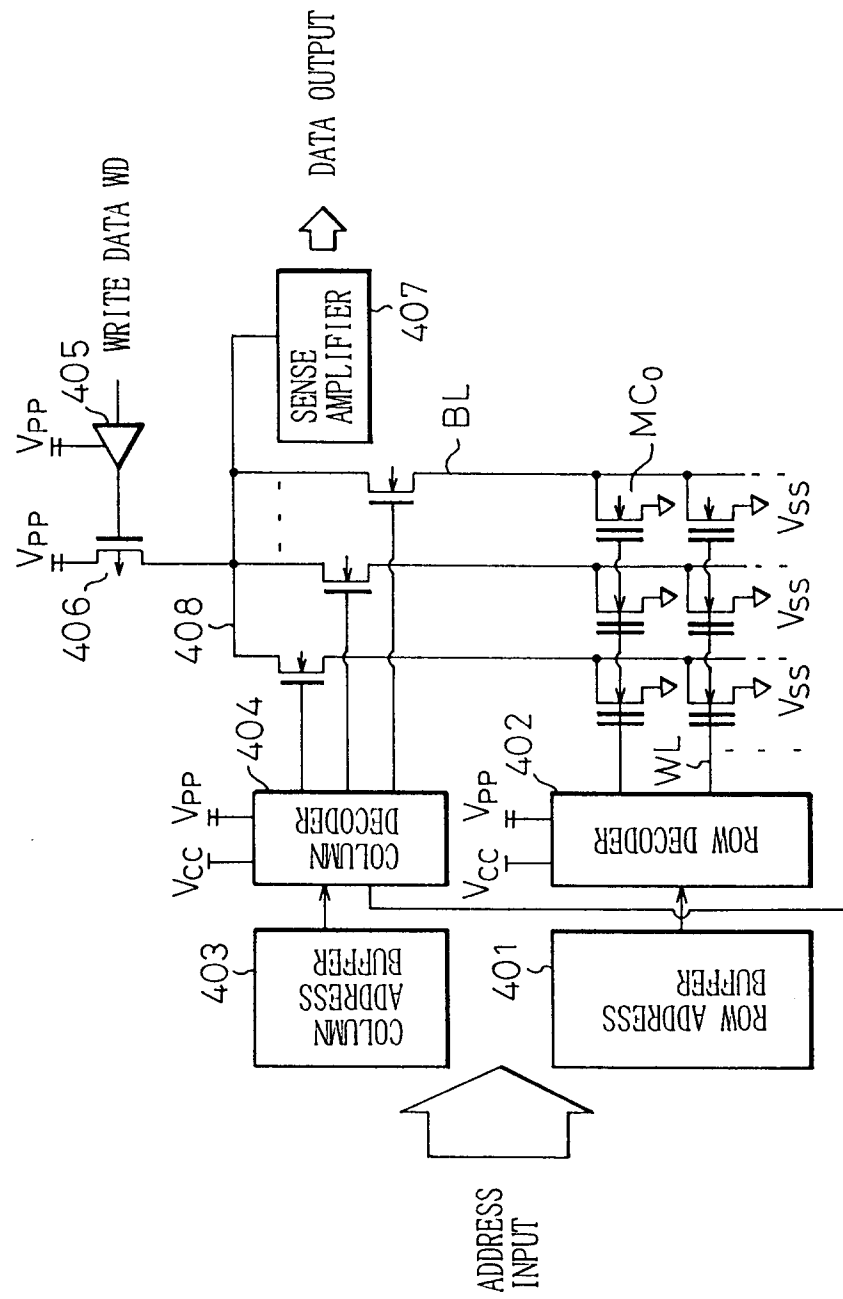 WRITE DATA WD
VPP
405
VPP
406
408
SENSE
AMPLIFIER
407
DATA OUTPUT
VCC
VPP
404
COLUMN
DECODER
403
COLUMN ADDRESS
BUFFER
BL
MC0
VCC
VPP
402
ROW DECODER
WL
401
ROW ADDRESS
BUFFER
VSS
VSS
VSS
ADDRESS
INPUT